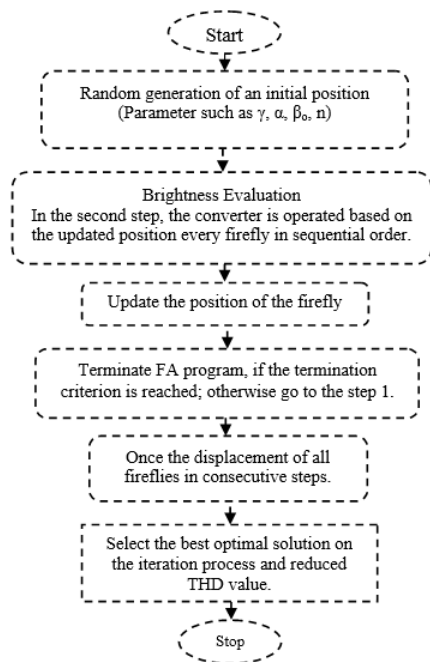 Start
Random generation of an initial position
(Parameter such as γ, α, β₀, n)
Brightness Evaluation
In the second step, the converter is operated based on
the updated position every firefly in sequential order.
Update the position of the firefly
Terminate FA program, if the termination
criterion is reached; otherwise go to the step 1.
Once the displacement of all
fireflies in consecutive steps.
Select the best optimal solution on
the iteration process and reduced
THD value.
Stop